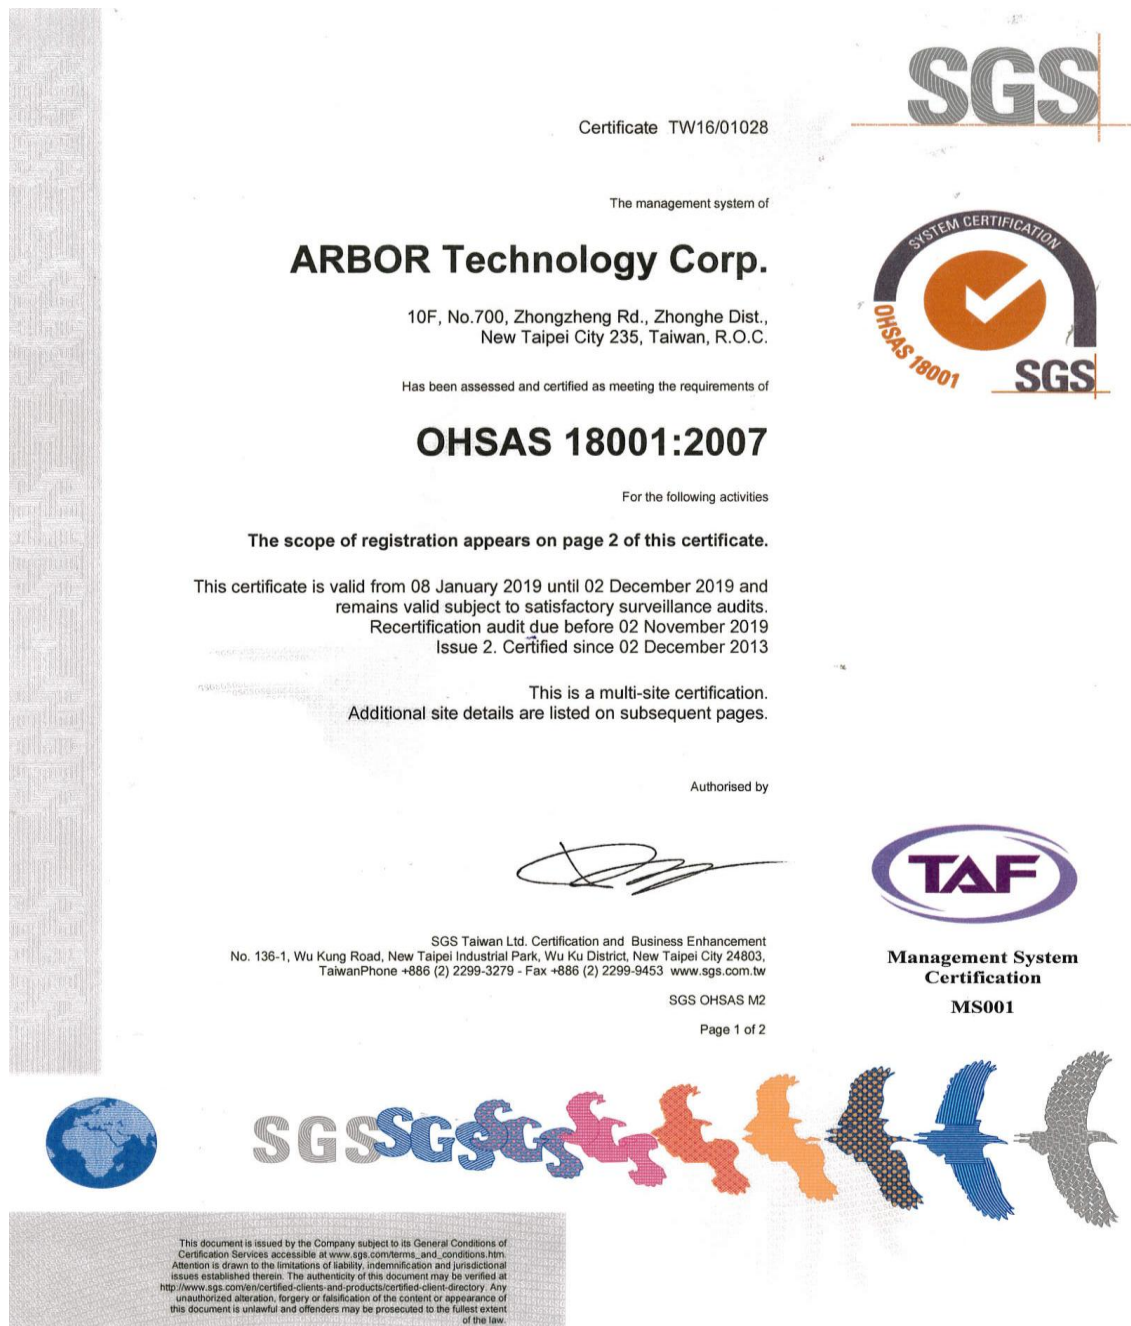 SGS
Certificate TW16/01028
The management system of
ARBOR Technology Corp.
10F, No.700, Zhongzheng Rd., Zhonghe Dist.,
New Taipei City 235, Taiwan, R.O.C.
SYSTEM CERTIFICATION
OHSAS 18001
SGS
Has been assessed and certified as meeting the requirements of
OHSAS 18001:2007
For the following activities
The scope of registration appears on page 2 of this certificate.
This certificate is valid from 08 January 2019 until 02 December 2019 and
remains valid subject to satisfactory surveillance audits.
Recertification audit due before 02 November 2019
Issue 2. Certified since 02 December 2013
This is a multi-site certification.
Additional site details are listed on subsequent pages.
Authorised by
SGS Taiwan Ltd. Certification and Business Enhancement
No. 136-1, Wu Kung Road, New Taipei Industrial Park, Wu Ku District, New Taipei City 24803,
TaiwanPhone +886 (2) 2299-3279 - Fax +886 (2) 2299-9453 www.sgs.com.tw
SGS OHSAS M2
Page 1 of 2
TAF
Management System
Certification
MS001
SGS SGS SGS
This document is issued by the Company subject to its General Conditions of
Certification Services accessible at www.sgs.com/terms_and_conditions.htm.
Attention is drawn to the limitations of liability, indemnification and jurisdictional
issues established therein. The authenticity of this document may be verified at
http://www.sgs.com/en/certified-clients-and-products/certified-client-directory. Any
unauthorized alteration, forgery or falsification of the content or appearance of
this document is unlawful and offenders may be prosecuted to the fullest extent
of the law.